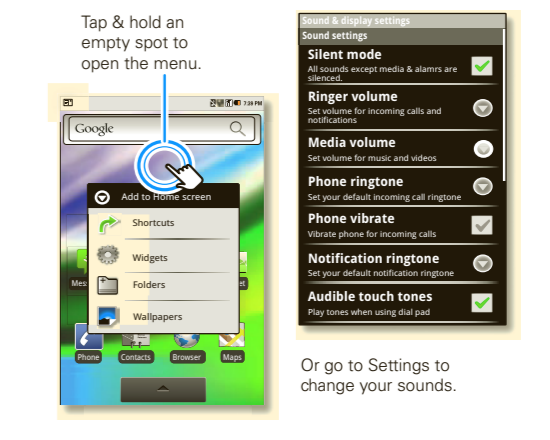 Tap & hold an
empty spot to
open the menu.
7:39 PM
Google
Add to Home screen
Shortcuts
Widgets
Folders
Wallpapers
Mes
et
Phone
Contacts
Browser
Maps
Sound & display settings
Sound settings
Silent mode
All sounds except media & alamrs are
silenced.
Ringer volume
Set volume for incoming calls and
notifications
Media volume
Set volume for music and videos
Phone ringtone
Set your default incoming call ringtone
Phone vibrate
Vibrate phone for incoming calls
Notification ringtone
Set your default notification ringtone
Audible touch tones
Play tones when using dial pad
Or go to Settings to
change your sounds.